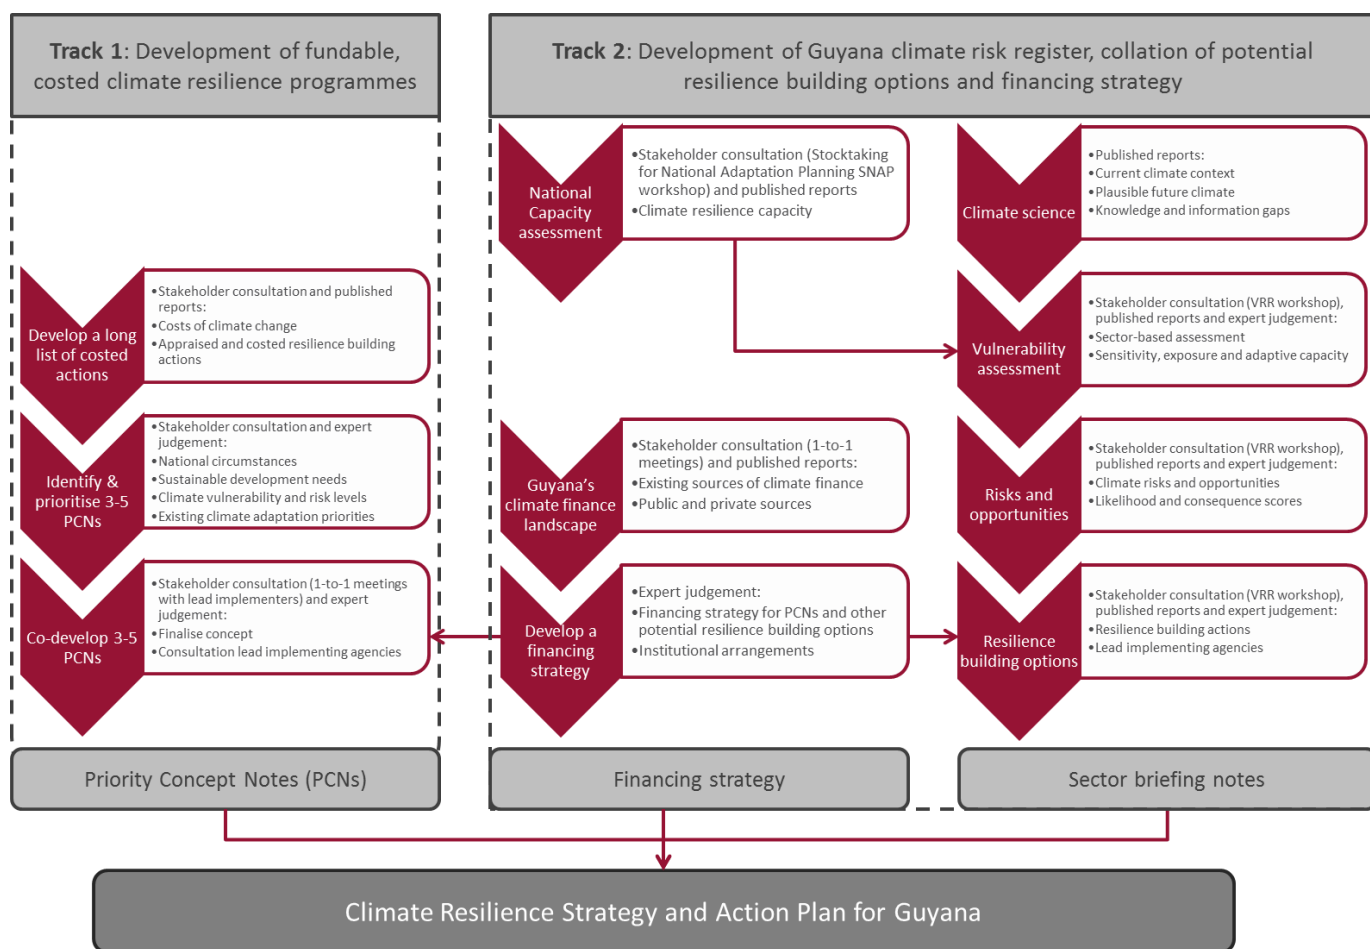 Track 1: Development of fundable,
costed climate resilience programmes
Track 2: Development of Guyana climate risk register, collation of potential
resilience building options and financing strategy
Develop a long
list of costed
actions
•Stakeholder consultation and published
reports:
•Costs of climate change
•Appraised and costed resilience building
actions
Identify &
prioritise 3-5
PCNs
•Stakeholder consultation and expert
judgement:
•National circumstances
•Sustainable development needs
•Climate vulnerability and risk levels
•Existing climate adaptation priorities
Co-develop 3-5
PCNs
•Stakeholder consultation (1-to-1 meetings
with lead implementers) and expert
judgement:
•Finalise concept
•Consultation lead implementing agencies
National
Capacity
assessment
•Stakeholder consultation (Stocktaking
for National Adaptation Planning SNAP
workshop) and published reports
•Climate resilience capacity
Guyana's
climate finance
landscape
•Stakeholder consultation (1-to-1
meetings) and published reports:
•Existing sources of climate finance
•Public and private sources
Develop a
financing
strategy
•Expert judgement:
•Financing strategy for PCNs and other
potential resilience building options
•Institutional arrangements
Climate science
•Published reports:
•Current climate context
•Plausible future climate
•Knowledge and information gaps
Vulnerability
assessment
•Stakeholder consultation (VRR workshop),
published reports and expert judgement:
•Sector-based assessment
•Sensitivity, exposure and adaptive capacity
Risks and
opportunities
•Stakeholder consultation (VRR workshop),
published reports and expert judgement:
•Climate risks and opportunities
•Likelihood and consequence scores
Resilience
building options
•Stakeholder consultation (VRR workshop),
published reports and expert judgement:
•Resilience building actions
•Lead implementing agencies
Priority Concept Notes (PCNs)
Financing strategy
Sector briefing notes
Climate Resilience Strategy and Action Plan for Guyana